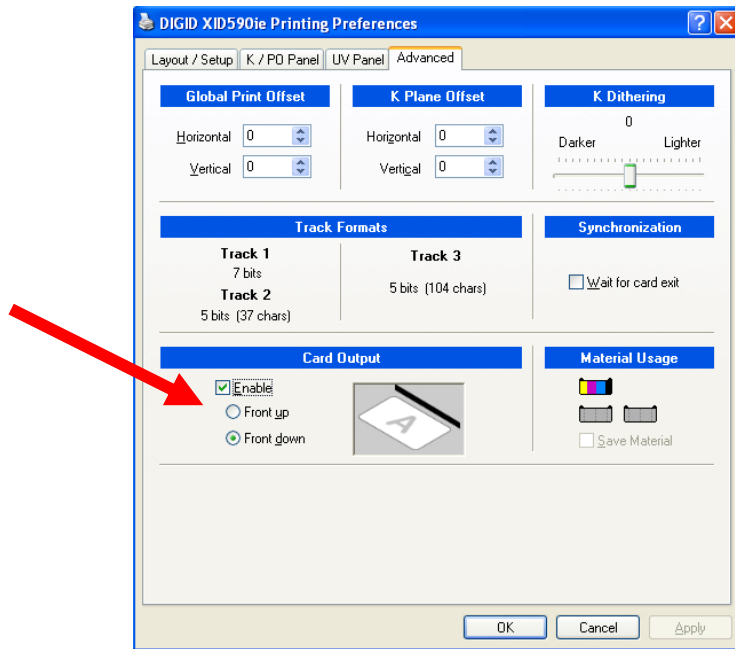 DIGID XID590ie Printing Preferences
Layout / Setup K / PO Panel UV Panel Advanced
Global Print Offset K Plane Offset K Dithering
0
Horizontal 0 Horizontal 0 Darker Lighter
Vertical 0 Vertical 0
Track Formats Synchronization
Track 1 Track 3
7 bits
5 bits (104 chars) Wait for card exit
Track 2
5 bits (37 chars)
Card Output Material Usage
Enable
Front up
A
Front down Save Material
OK Cancel Apply